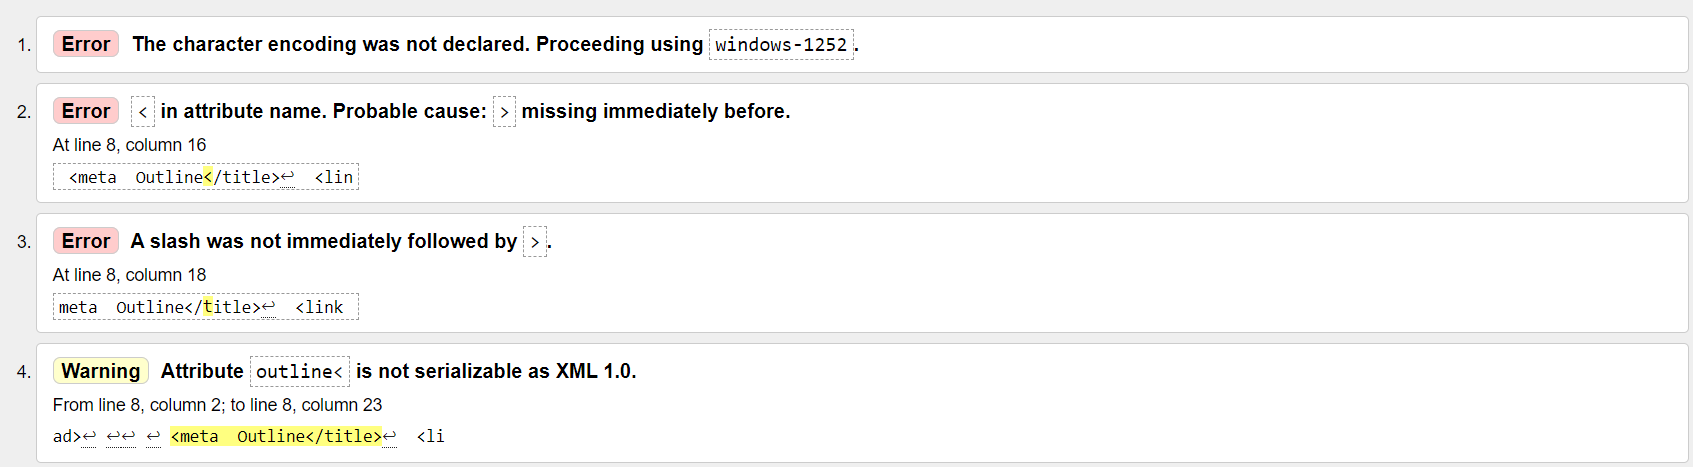 1. Error The character encoding was not declared. Proceeding using windows-1252.
2. Error < in attribute name. Probable cause: > missing immediately before.
At line 8, column 16
<meta  Outline</title>↩  <lin
3. Error A slash was not immediately followed by >.
At line 8, column 18
meta  Outline</title>↩  <link
4. Warning Attribute outline< is not serializable as XML 1.0.
From line 8, column 2; to line 8, column 23
ad>↩ ↩↩ ↩ <meta  Outline</title>↩  <li